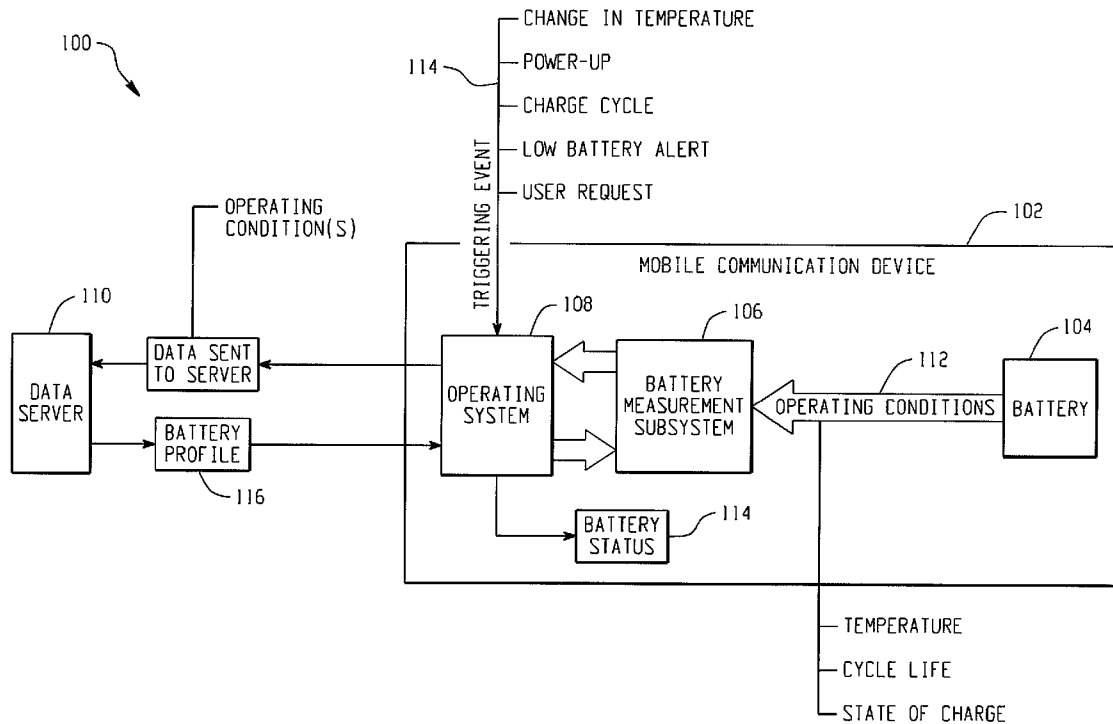 CHANGE IN TEMPERATURE
100
114
POWER-UP
CHARGE CYCLE
LOW BATTERY ALERT
USER REQUEST
TRIGGERING EVENT
OPERATING
CONDITION(S)
102
MOBILE COMMUNICATION DEVICE
110
108
106
104
DATA SENT
TO SERVER
DATA
SERVER
OPERATING
SYSTEM
BATTERY
MEASUREMENT
SUBSYSTEM
112
OPERATING CONDITIONS
BATTERY
BATTERY
PROFILE
116
BATTERY
STATUS
114
TEMPERATURE
CYCLE LIFE
STATE OF CHARGE